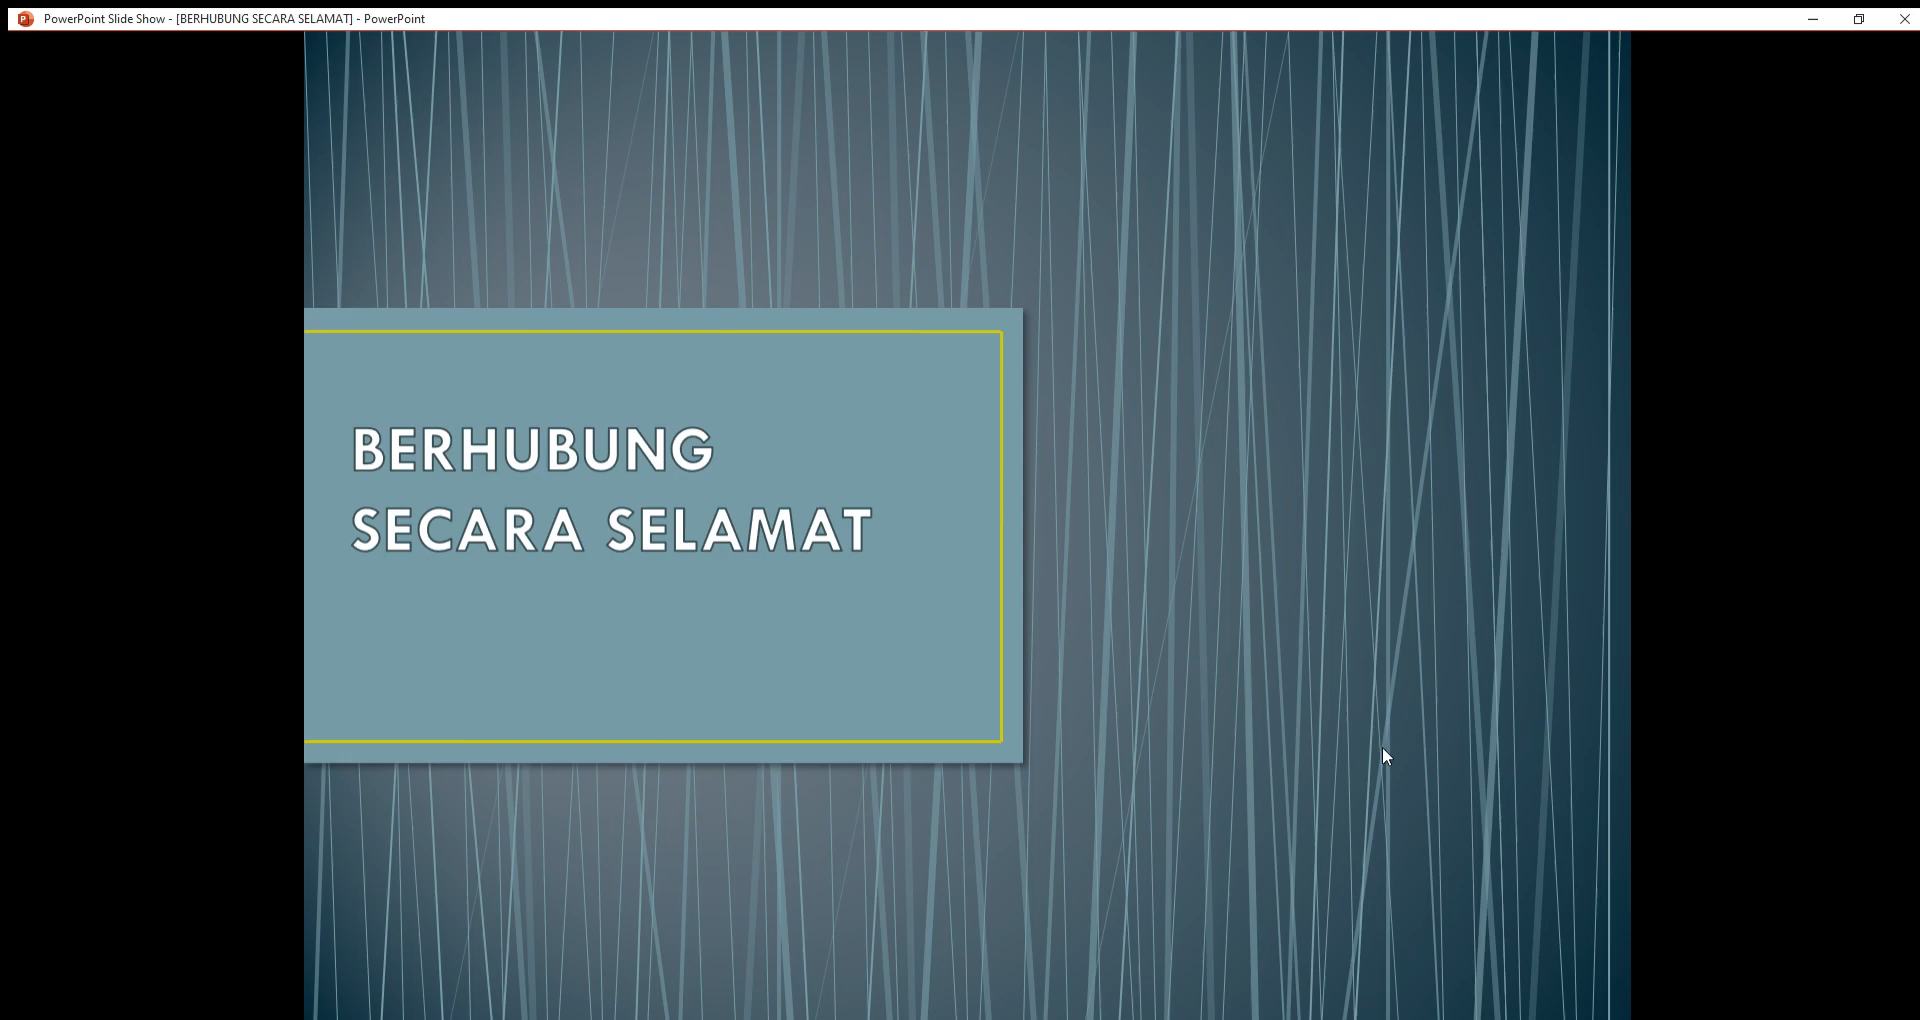 PowerPoint Slide Show - [BERHUBUNG SECARA SELAMAT] - PowerPoint
BERHUBUNG
SECARA SELAMAT